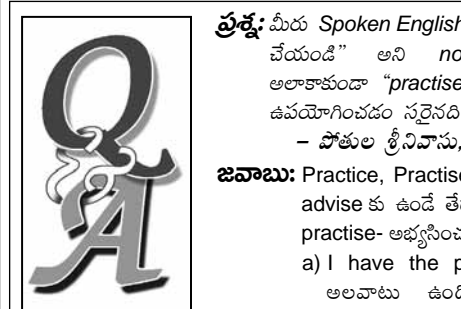 Q
A
ప్రశ్న: మీరు Spoken English
చేయండి” అని no
అలాకాకుండా “practise
ఉపయోగించడం సరైనది
– పోతుల శ్రీనివాసు,
జవాబు: Practice, Practise
advise కు ఉండే తే
practise- అభ్యసించ
a) I have the p
అలవాటు ఉంది